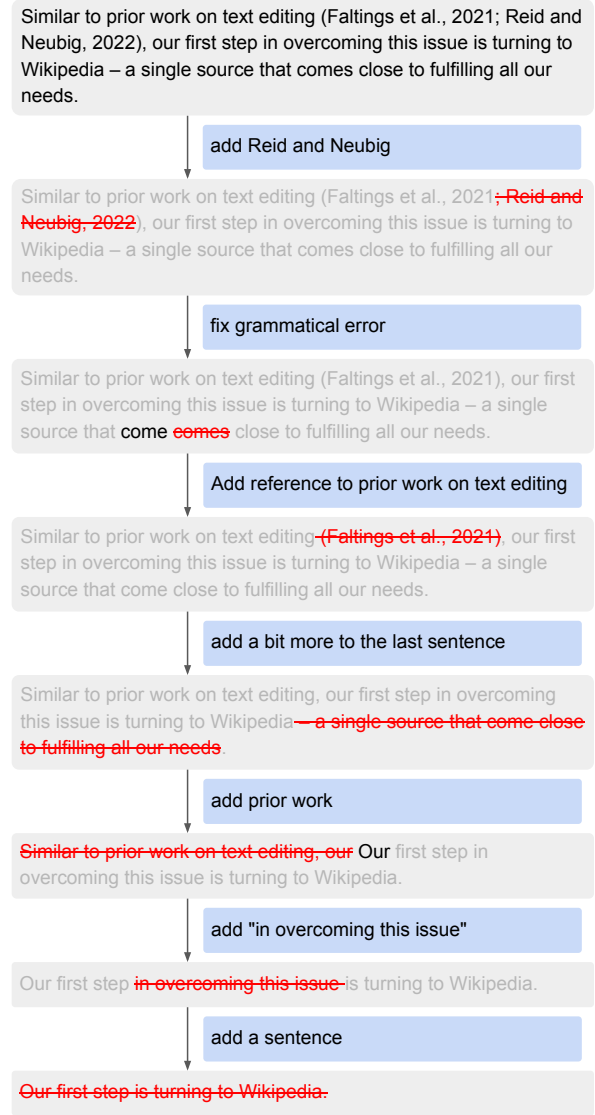 Similar to prior work on text editing (Faltings et al., 2021; Reid and
Neubig, 2022), our first step in overcoming this issue is turning to
Wikipedia – a single source that comes close to fulfilling all our
needs.
add Reid and Neubig
Similar to prior work on text editing (Faltings et al., 2021; Reid and
Neubig, 2022), our first step in overcoming this issue is turning to
Wikipedia – a single source that comes close to fulfilling all our
needs.
fix grammatical error
Similar to prior work on text editing (Faltings et al., 2021), our first
step in overcoming this issue is turning to Wikipedia – a single
source that come comes close to fulfilling all our needs.
Add reference to prior work on text editing
Similar to prior work on text editing (Faltings et al., 2021), our first
step in overcoming this issue is turning to Wikipedia – a single
source that come close to fulfilling all our needs.
add a bit more to the last sentence
Similar to prior work on text editing, our first step in overcoming
this issue is turning to Wikipedia – a single source that come close
to fulfilling all our needs.
add prior work
Similar to prior work on text editing, our Our first step in
overcoming this issue is turning to Wikipedia.
add "in overcoming this issue"
Our first step in overcoming this issue is turning to Wikipedia.
add a sentence
Our first step is turning to Wikipedia.